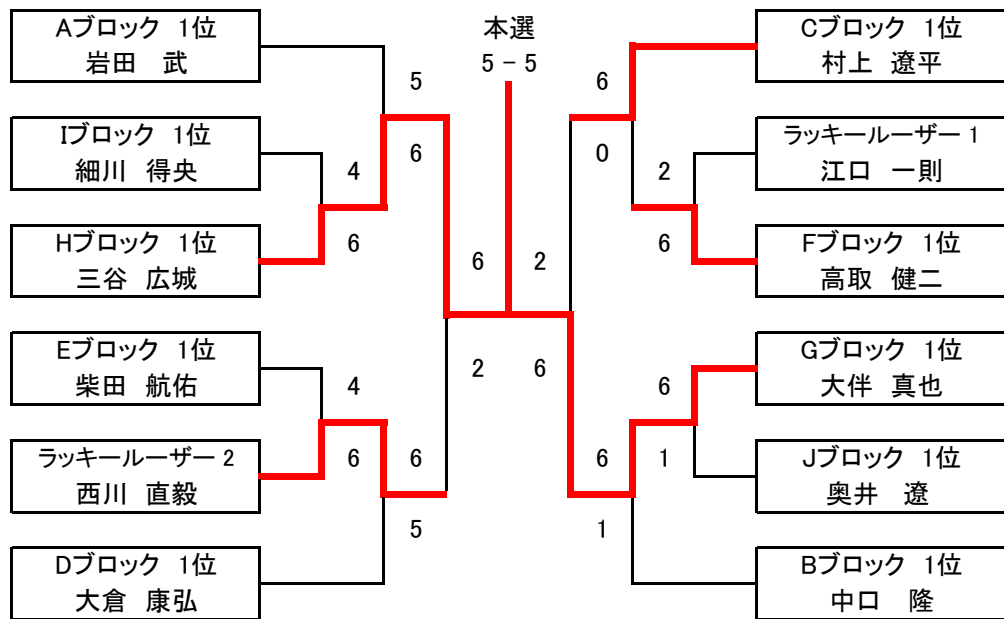 Aブロック 1位
岩田 武
Iブロック 1位
細川 得央
Hブロック 1位
三谷 広城
Eブロック 1位
柴田 航佑
ラッキールーザー 2
西川 直毅
Dブロック 1位
大倉 康弘
5
4
6
6
4
6
6
5
本選
5 - 5
6
2
2
6
6
0
2
6
6
1
6
1
Cブロック 1位
村上 遼平
ラッキールーザー 1
江口 一則
Fブロック 1位
高取 健二
Gブロック 1位
大伴 真也
Jブロック 1位
奥井 遼
Bブロック 1位
中口 隆